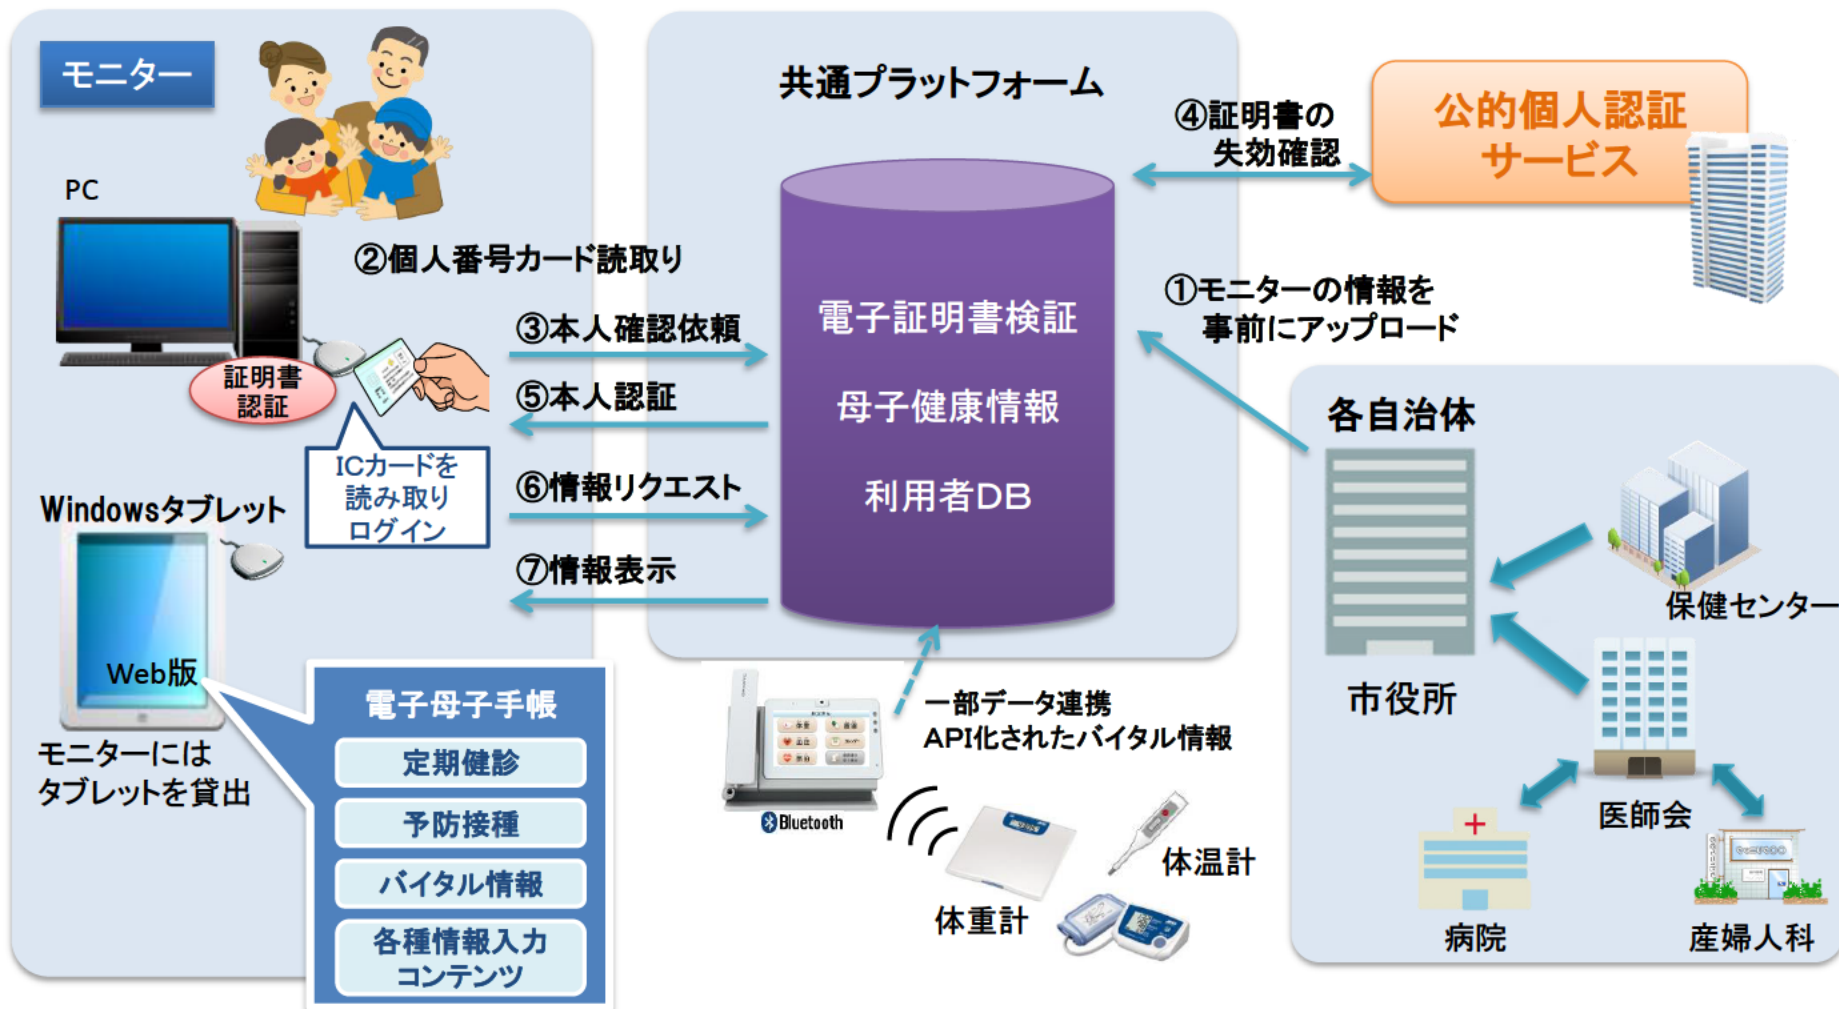 モニター
PC
②個人番号カード読取り
③本人確認依頼
証明書
認証
⑤本人認証
ICカードを
読み取り
ログイン
⑥情報リクエスト
Windowsタブレット
⑦情報表示
Web版
モニターには
タブレットを貸出
電子母子手帳
定期健診
予防接種
バイタル情報
各種情報入力
コンテンツ
共通プラットフォーム
電子証明書検証
母子健康情報
利用者DB
一部データ連携
API化されたバイタル情報
Bluetooth
体温計
体重計
④証明書の
失効確認
公的個人認証
サービス
①モニターの情報を
事前にアップロード
各自治体
保健センター
市役所
医師会
病院
産婦人科